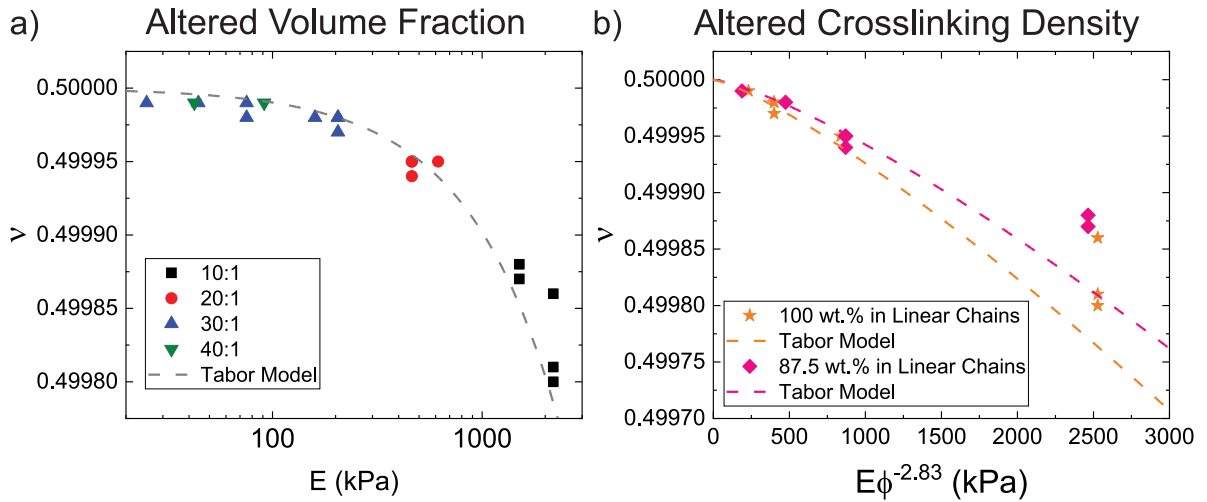 a) Altered Volume Fraction
0.50000
0.49995
0.49990
0.49985
0.49980
ν
10:1
20:1
30:1
40:1
Tabor Model
100 1000
E (kPa)
b) Altered Crosslinking Density
0.50000
0.49995
0.49990
0.49985
0.49980
0.49975
0.49970
ν
100 wt.% in Linear Chains
Tabor Model
87.5 wt.% in Linear Chains
Tabor Model
0 500 1000 1500 2000 2500 3000
Eϕ^-2.83 (kPa)